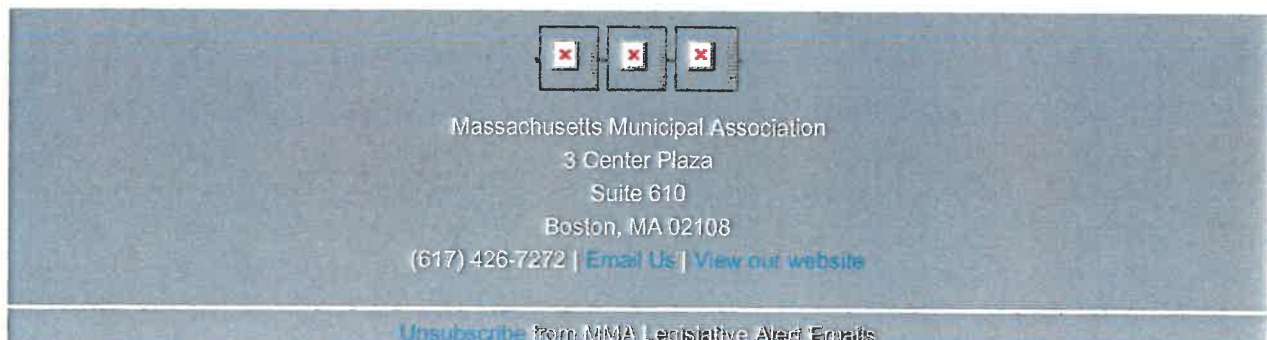 Massachusetts Municipal Association
3 Center Plaza
Suite 610
Boston, MA 02108
(617) 426-7272 | Email Us | View our website
Unsubscribe from MMA Legislative Alert Emails